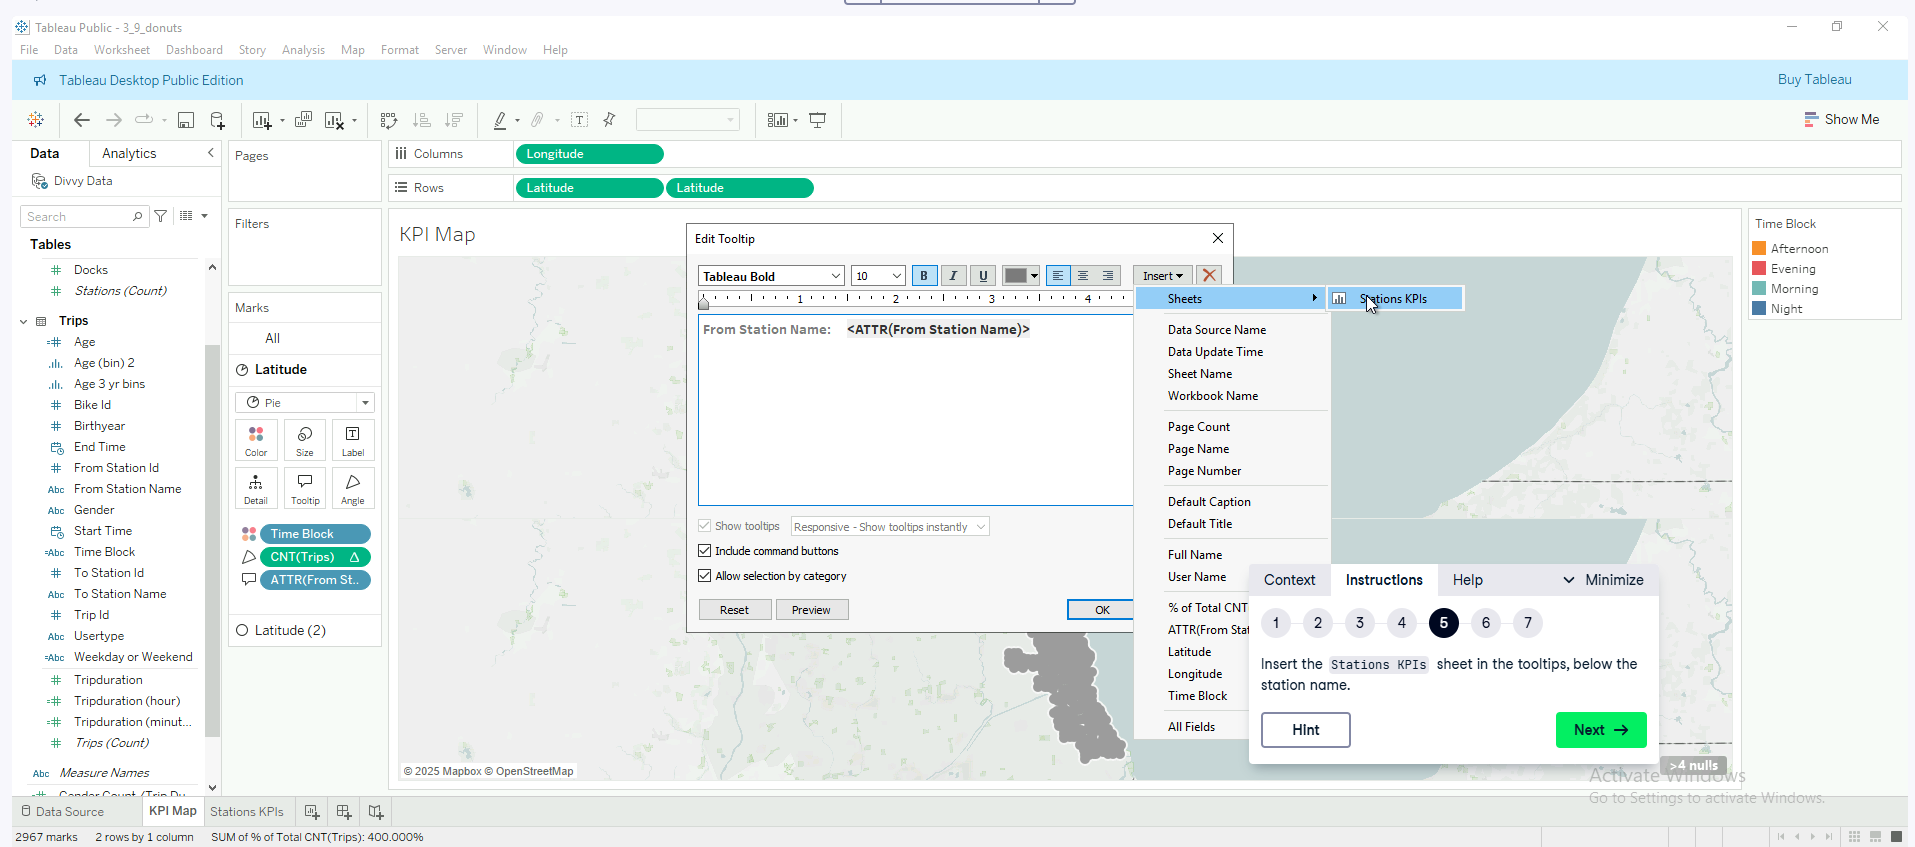 Tableau Public - 3_9_donuts
File Data Worksheet Dashboard Story Analysis Map Format Server Window Help
Tableau Desktop Public Edition
Buy Tableau
Show Me
Data
Analytics
Divvy Data
Search
Tables
Docks
Stations (Count)
Trips
Age
Age (bin) 2
Age 3 yr bins
Bike Id
Birthyear
End Time
From Station Id
Abc From Station Name
Abc Gender
Start Time
=Abc Time Block
Abc To Station Id
Abc To Station Name
Trip Id
Abc Usertype
=Abc Weekday or Weekend
Tripduration
Tripduration (hour)
Tripduration (minut...
Trips (Count)
Abc Measure Names
Pages
Filters
Marks
All
Latitude
Pie
Color
Size
Label
Detail
Tooltip
Angle
Time Block
CNT(Trips)
ATTR(From St..
Latitude (2)
Columns
Longitude
Rows
Latitude
Latitude
KPI Map
Edit Tooltip
Tableau Bold
10
B
I
U
Insert
1 2 3 4
From Station Name: <ATTR(From Station Name)>
Show tooltips
Responsive - Show tooltips instantly
Include command buttons
Allow selection by category
Reset
Preview
OK
Sheets
Stations KPIs
Data Source Name
Data Update Time
Sheet Name
Workbook Name
Page Count
Page Name
Page Number
Default Caption
Default Title
Full Name
User Name
% of Total CNT
ATTR(From Stat
Latitude
Longitude
Time Block
All Fields
Time Block
Afternoon
Evening
Morning
Night
Context
Instructions
Help
Minimize
1 2 3 4 5 6 7
Insert the Stations KPIs sheet in the tooltips, below the
station name.
Hint
Next
>4 nulls
Activate Windows
Go to Settings to activate Windows.
© 2025 Mapbox © OpenStreetMap
Data Source
KPI Map
Stations KPIs
2967 marks
2 rows by 1 column
SUM of % of Total CNT(Trips): 400.000%